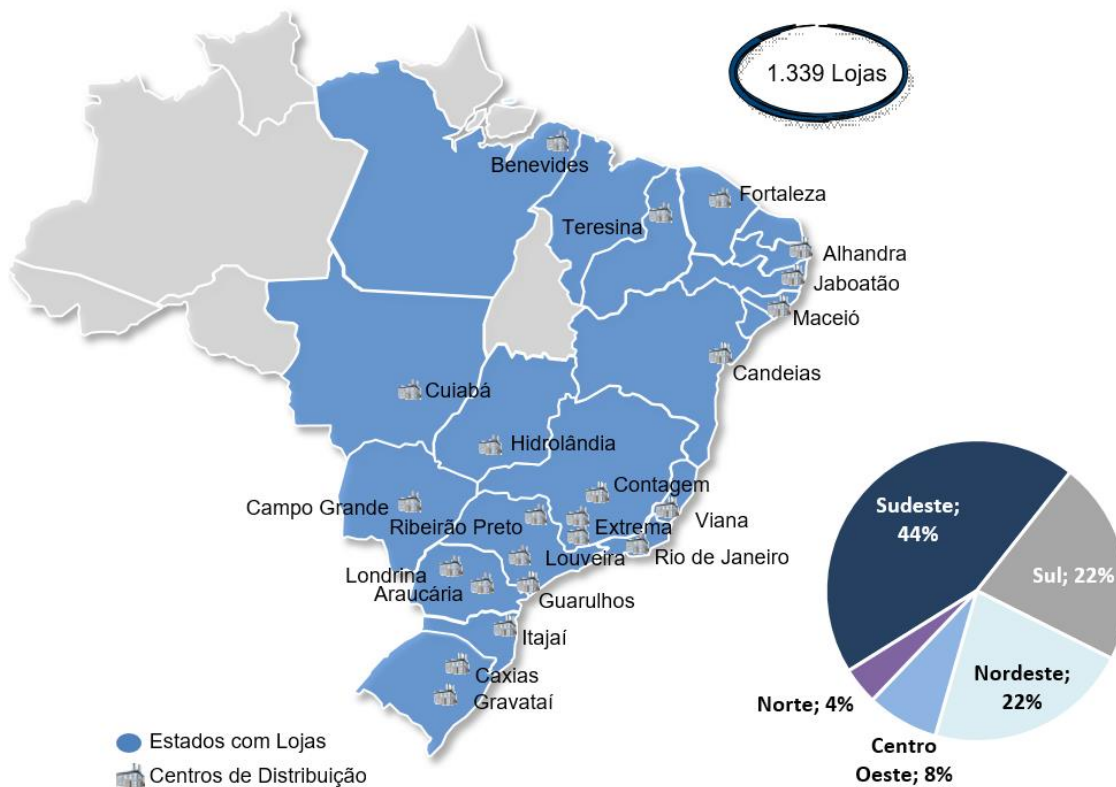 1.339 Lojas
Benevides
Fortaleza
Teresina
Alhandra
Jaboatão
Maceió
Candeias
Cuiabá
Hidrolândia
Contagem
Campo Grande
Viana
Ribeirão Preto
Extrema
Louveira
Rio de Janeiro
Londrina
Araucária
Guarulhos
Itajaí
Caxias
Gravataí
Estados com Lojas
Centros de Distribuição
Sudeste;
44%
Sul; 22%
Nordeste;
22%
Norte; 4%
Centro
Oeste; 8%